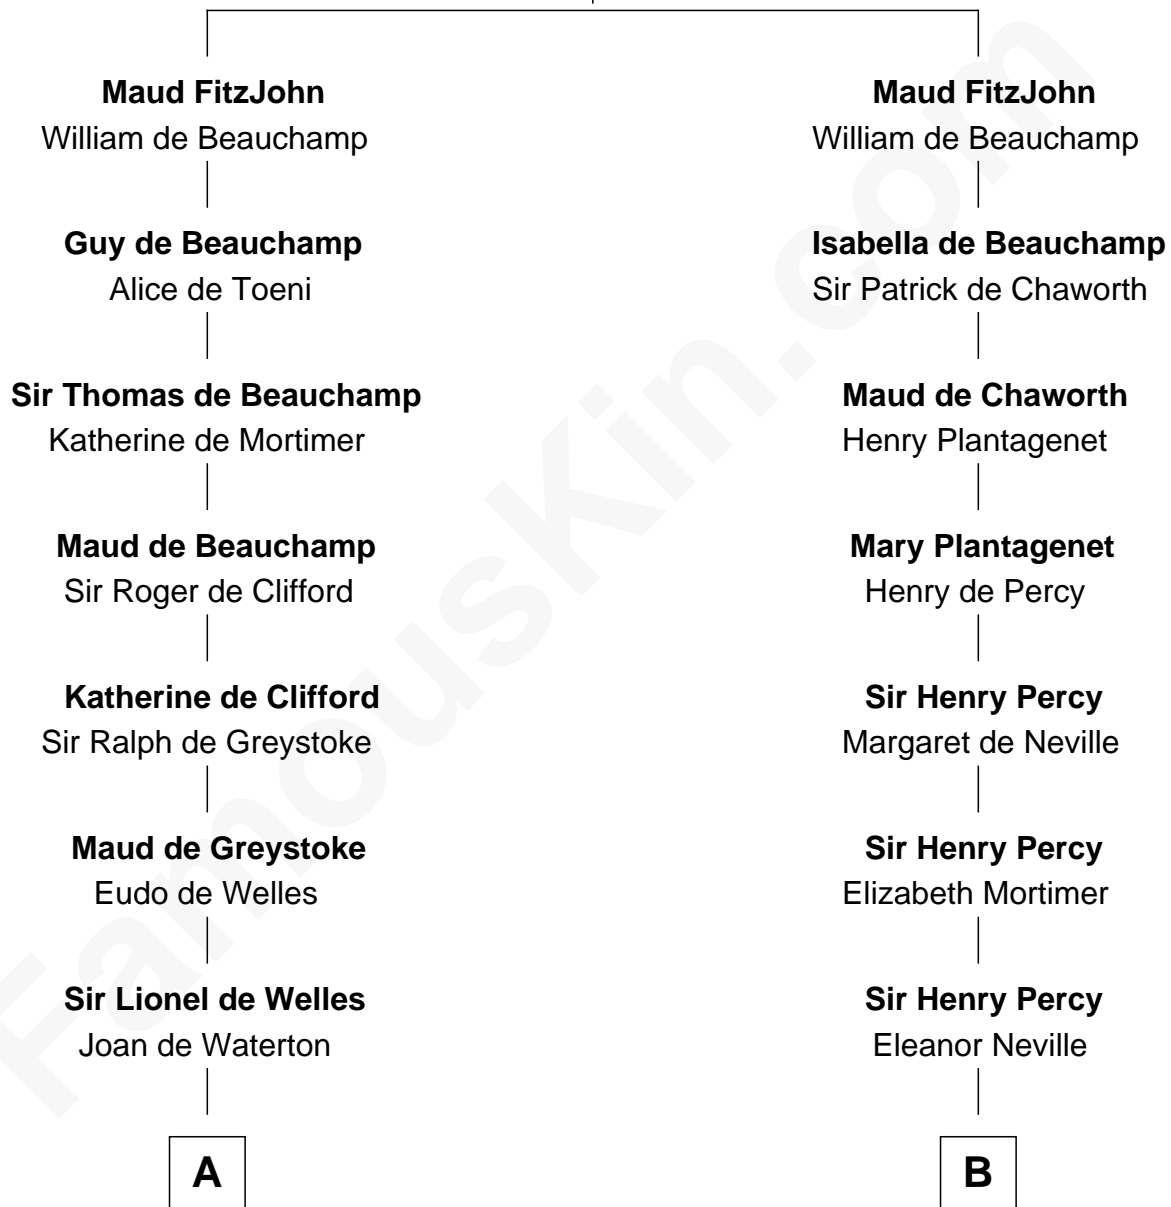 Maud FitzJohn
William de Beauchamp
Guy de Beauchamp
Alice de Toeni
Sir Thomas de Beauchamp
Katherine de Mortimer
Maud de Beauchamp
Sir Roger de Clifford
Katherine de Clifford
Sir Ralph de Greystoke
Maud de Greystoke
Eudo de Welles
Sir Lionel de Welles
Joan de Waterton
A
Maud FitzJohn
William de Beauchamp
Isabella de Beauchamp
Sir Patrick de Chaworth
Maud de Chaworth
Henry Plantagenet
Mary Plantagenet
Henry de Percy
Sir Henry Percy
Margaret de Neville
Sir Henry Percy
Elizabeth Mortimer
Sir Henry Percy
Eleanor Neville
B
FamousKin.com